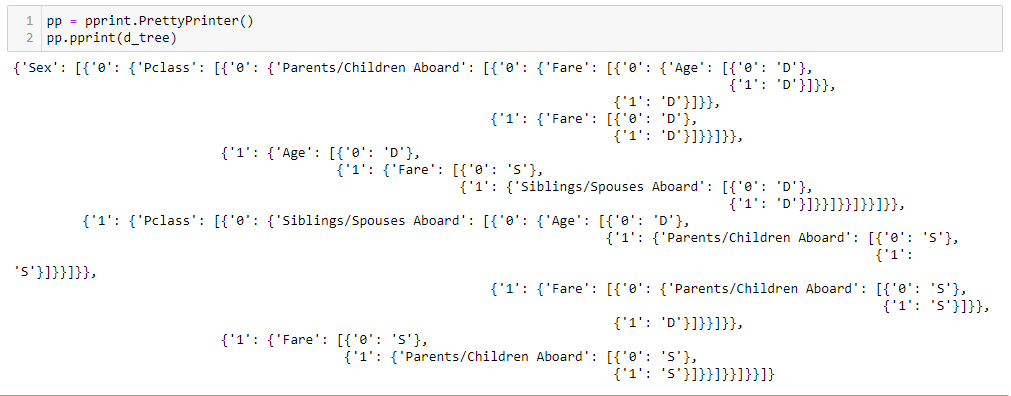 1 pp = pprint.PrettyPrinter()
2 pp.pprint(d_tree)
{'Sex': [{'0': {'Pclass': [{'0': {'Parents/Children Aboard': [{'0': {'Fare': [{'0': {'Age': [{'0': 'D'},
{'1': 'D'}]}},
{'1': 'D'}]}},
{'1': {'Fare': [{'0': 'D'},
{'1': 'D'}]}}]}},
{'1': {'Age': [{'0': 'D'},
{'1': {'Fare': [{'0': 'S'},
{'1': {'Siblings/Spouses Aboard': [{'0': 'D'},
{'1': 'D'}]}}]}}]}}]}},
{'1': {'Pclass': [{'0': {'Siblings/Spouses Aboard': [{'0': {'Age': [{'0': 'D'},
{'1': {'Parents/Children Aboard': [{'0': 'S'},
{'1':
'S'}]}}]}},
{'1': {'Fare': [{'0': {'Parents/Children Aboard': [{'0': 'S'},
{'1': 'S'}]}},
{'1': 'D'}]}}]}},
{'1': {'Fare': [{'0': 'S'},
{'1': {'Parents/Children Aboard': [{'0': 'S'},
{'1': 'S'}]}}]}}]}}]}